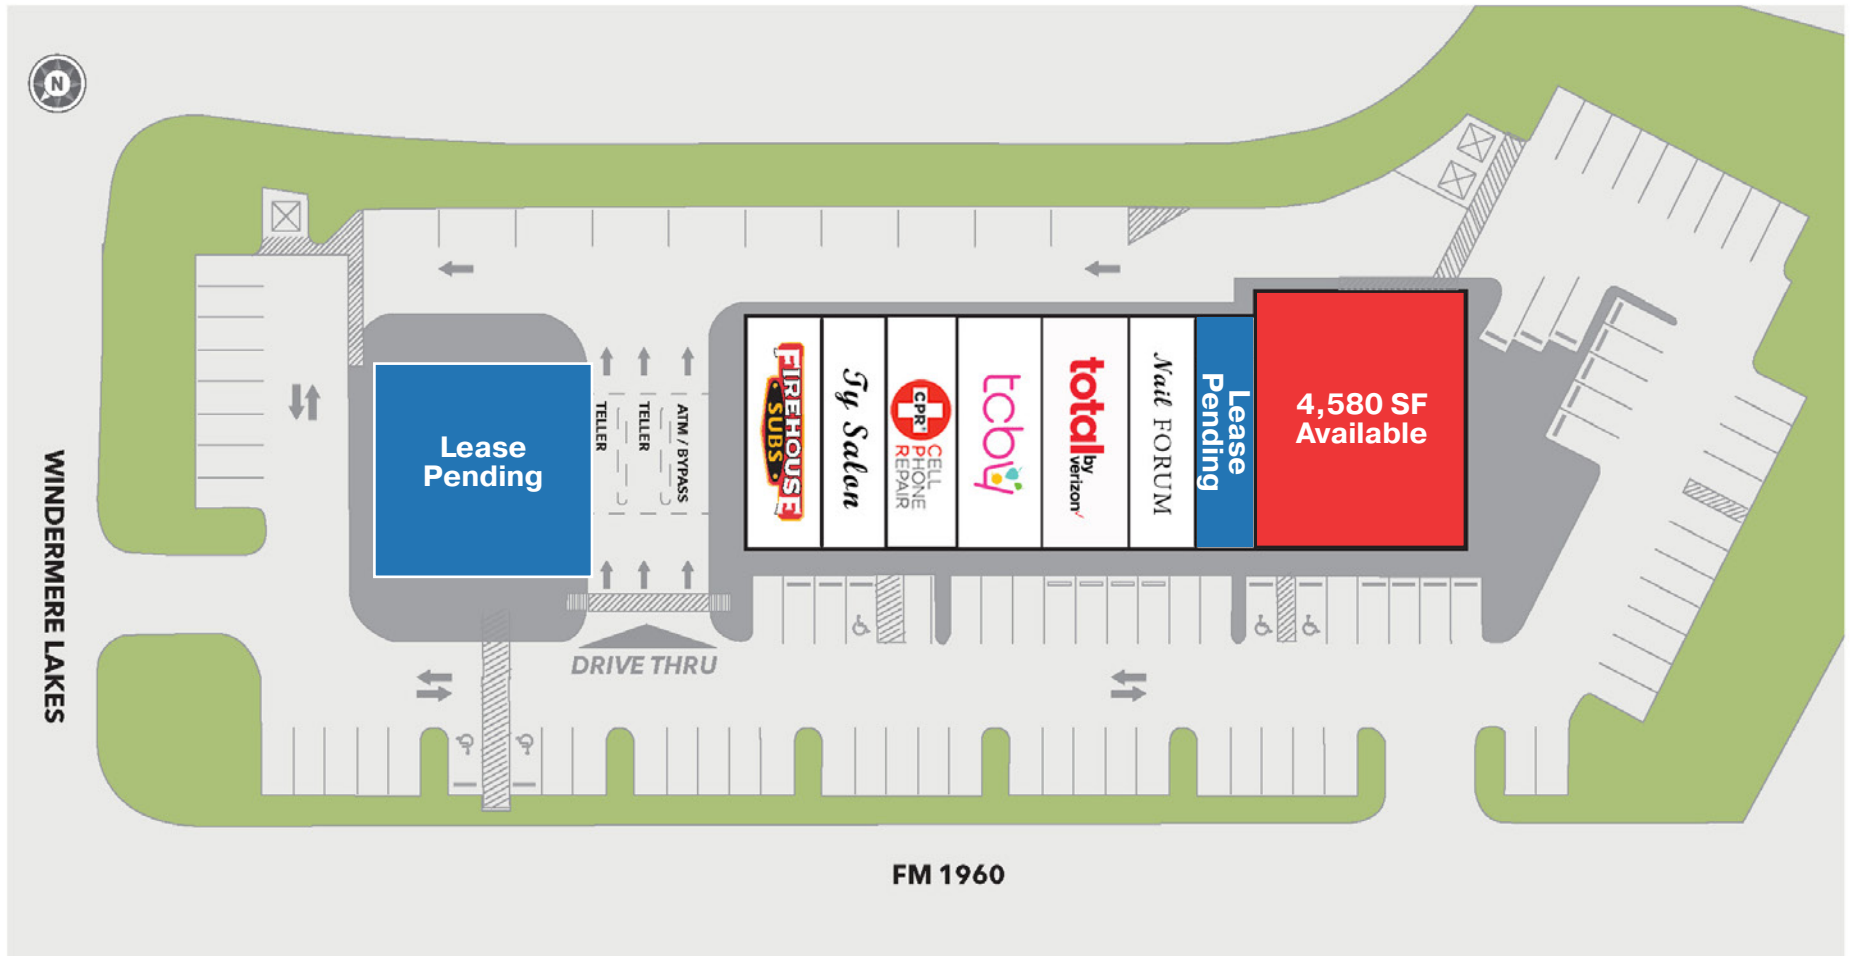 N
WINDERMERE LAKES
Lease
Pending
TELLER
TELLER
ATM / BYPASS
DRIVE THRU
FIREHOUSE
SUBS
Ty Salon
CPR
CELL
PHONE
REPAIR
tcby
total
by
verizon
Nail FORUM
Lease
Pending
4,580 SF
Available
FM 1960